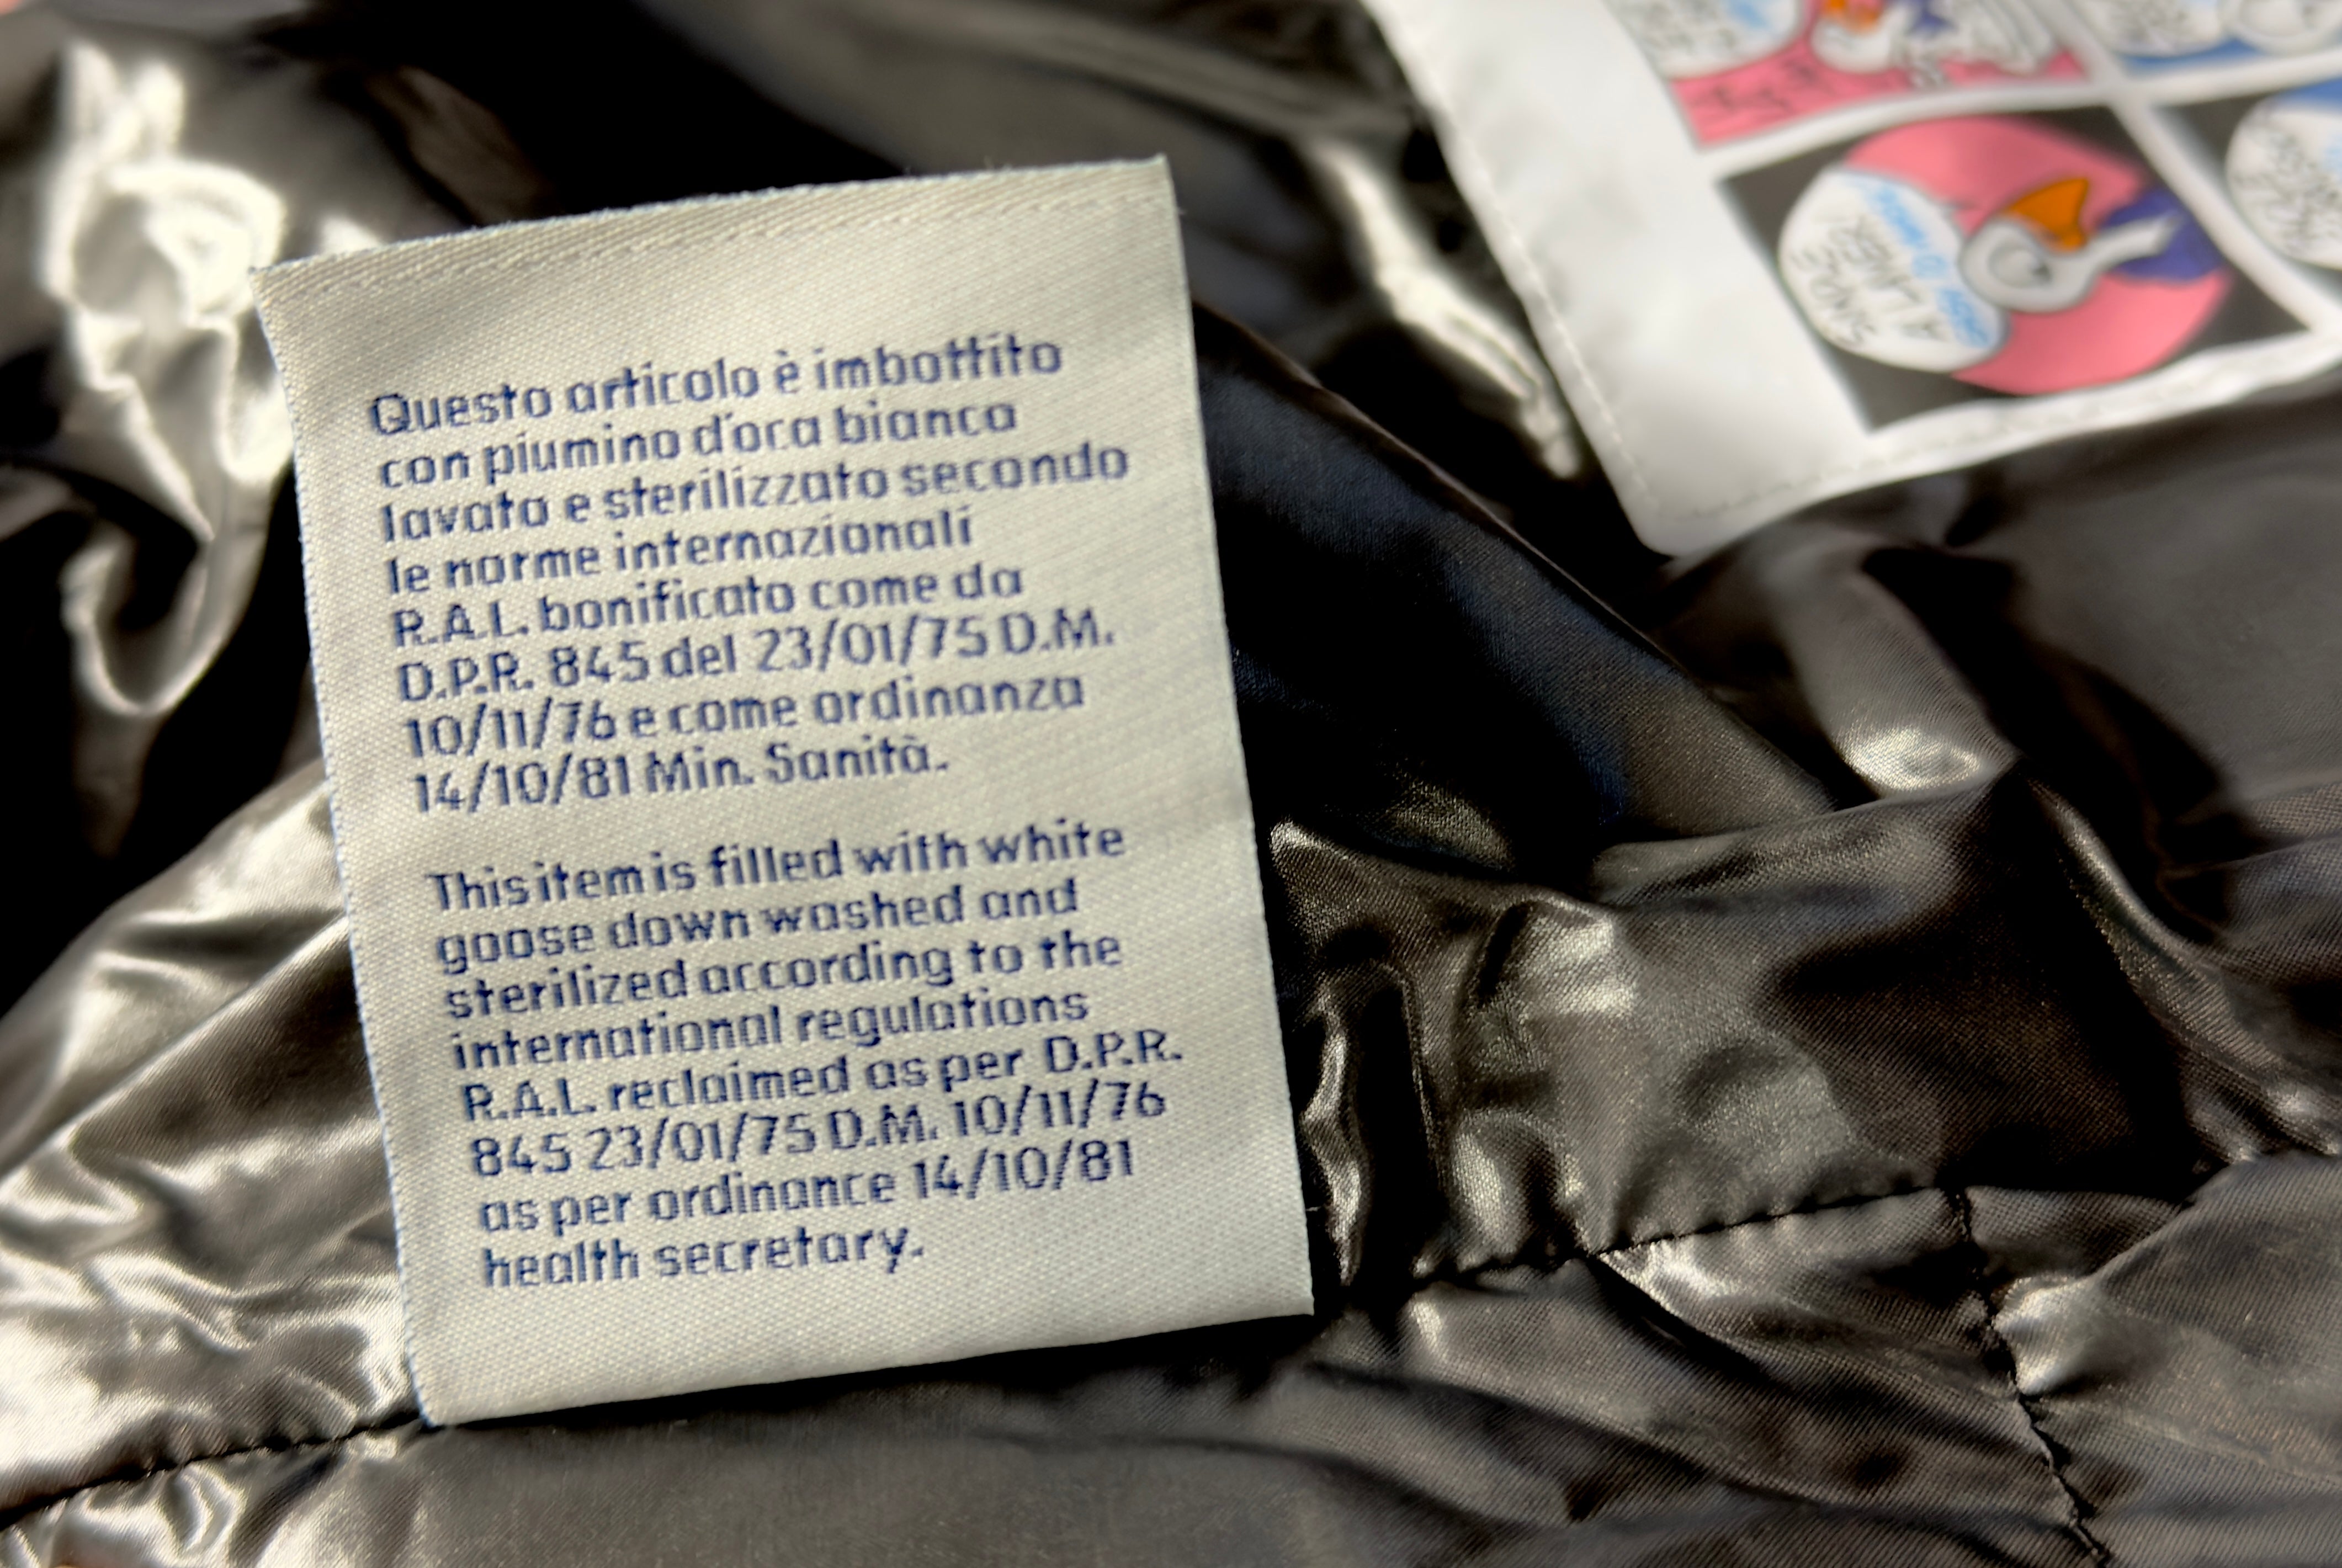 Questo articolo è imbottito
con piumino d'oca bianca
lavato e sterilizzato secondo
le norme internazionali
R.A.L. bonificato come da
D.P.R. 845 del 23/01/75 D.M.
10/11/76 e come ordinanza
14/10/81 Min. Sanità.
This item is filled with white
goose down washed and
sterilized according to the
international regulations
R.A.L. reclaimed as per D.P.R.
845 23/01/75 D.M. 10/11/76
as per ordinance 14/10/81
health secretary.